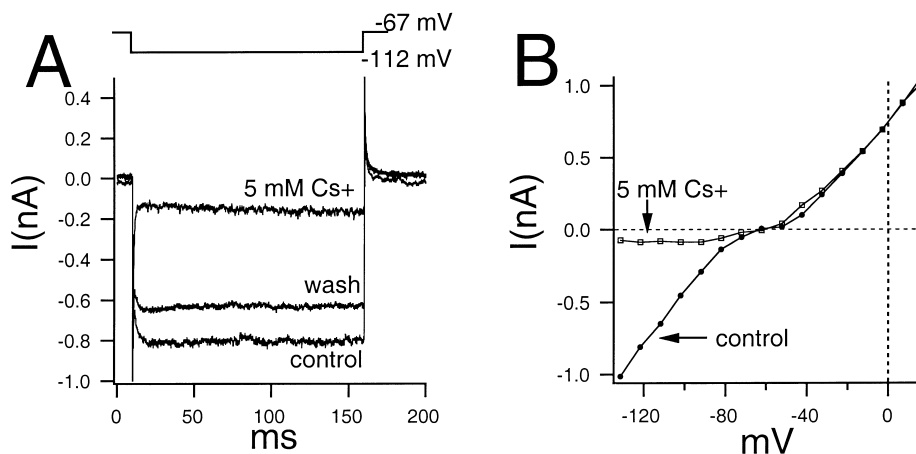 A
-67 mV
-112 mV
I(nA)
0.4
0.2
0.0
-0.2
-0.4
-0.6
-0.8
-1.0
5 mM Cs+
wash
control
0 50 100 150 200
ms
B
I(nA)
1.0
0.5
0.0
-0.5
-1.0
5 mM Cs+
control
-120 -80 -40 0
mV